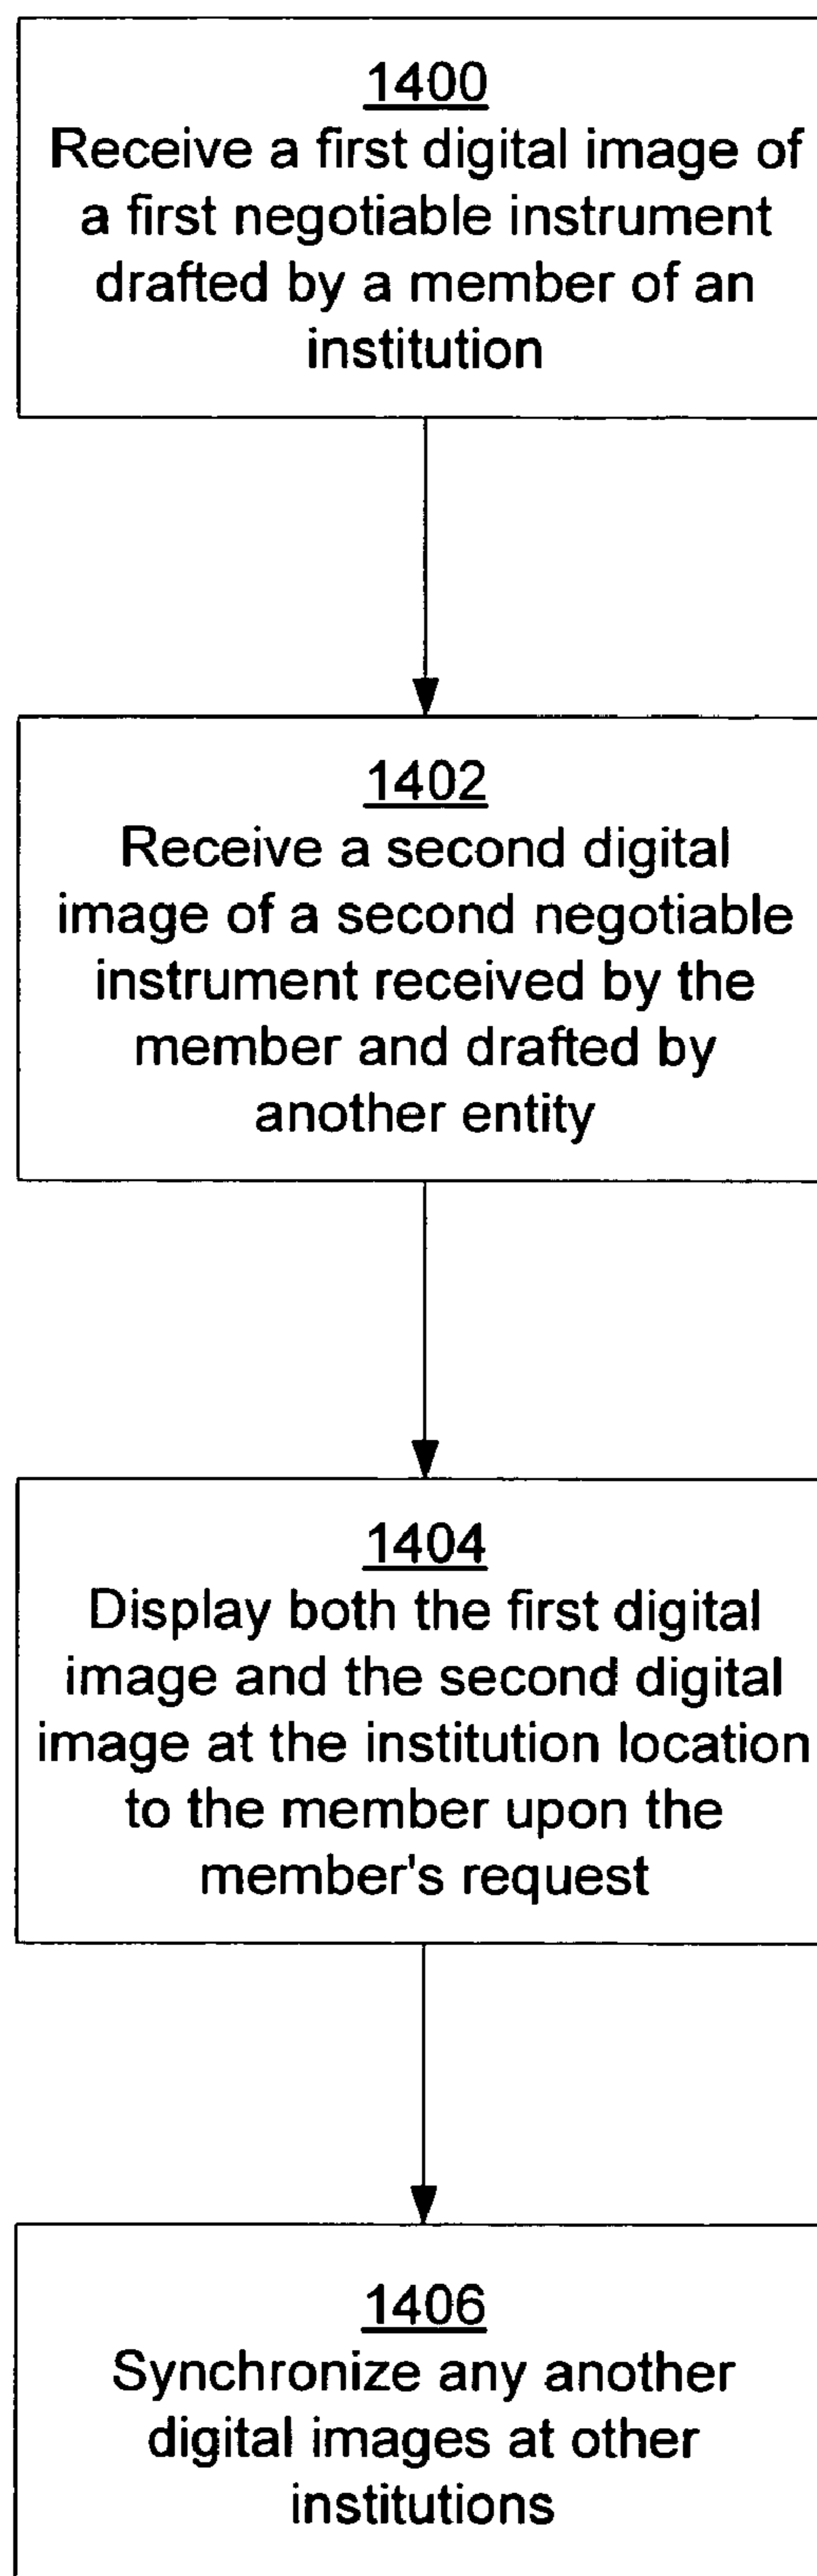 1400
Receive a first digital image of
a first negotiable instrument
drafted by a member of an
institution
1402
Receive a second digital
image of a second negotiable
instrument received by the
member and drafted by
another entity
1404
Display both the first digital
image and the second digital
image at the institution location
to the member upon the
member's request
1406
Synchronize any another
digital images at other
institutions